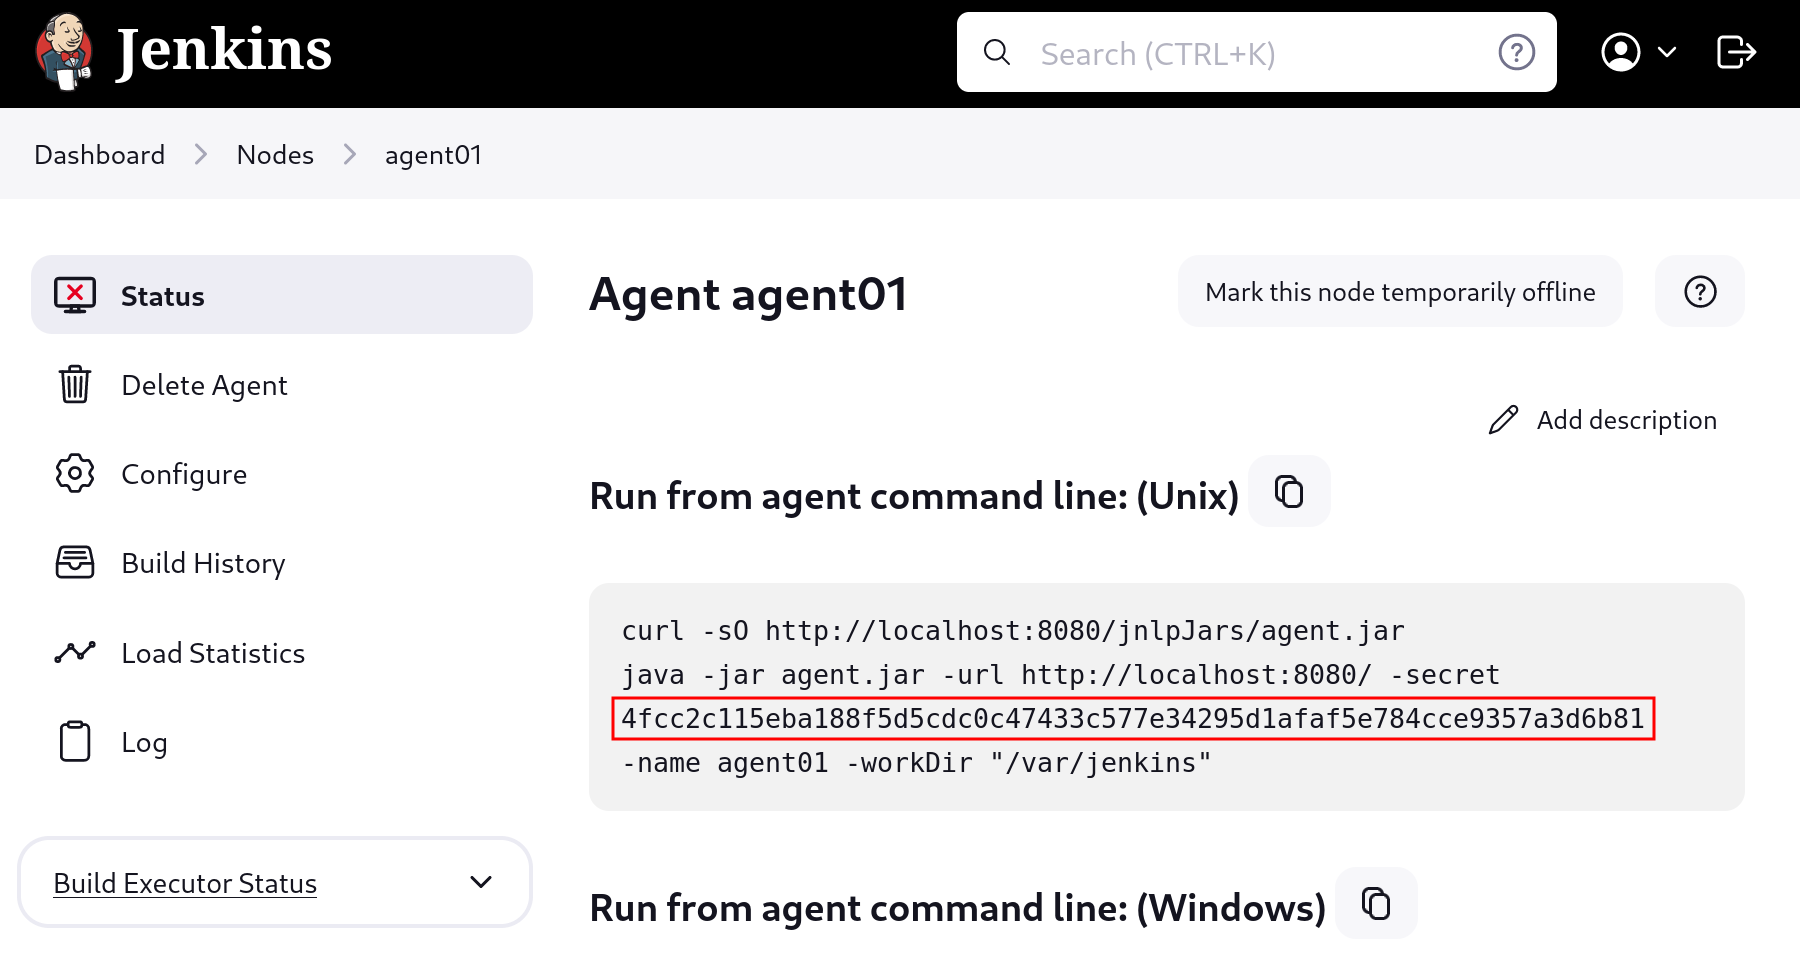 Jenkins
Search (CTRL+K)
Dashboard
Nodes
agent01
Status
Delete Agent
Configure
Build History
Load Statistics
Log
Build Executor Status
Agent agent01
Mark this node temporarily offline
Add description
Run from agent command line: (Unix)
curl -sO http://localhost:8080/jnlpJars/agent.jar
java -jar agent.jar -url http://localhost:8080/ -secret
4fcc2c115eba188f5d5cdc0c47433c577e34295d1afaf5e784cce9357a3d6b81
-name agent01 -workDir "/var/jenkins"
Run from agent command line: (Windows)